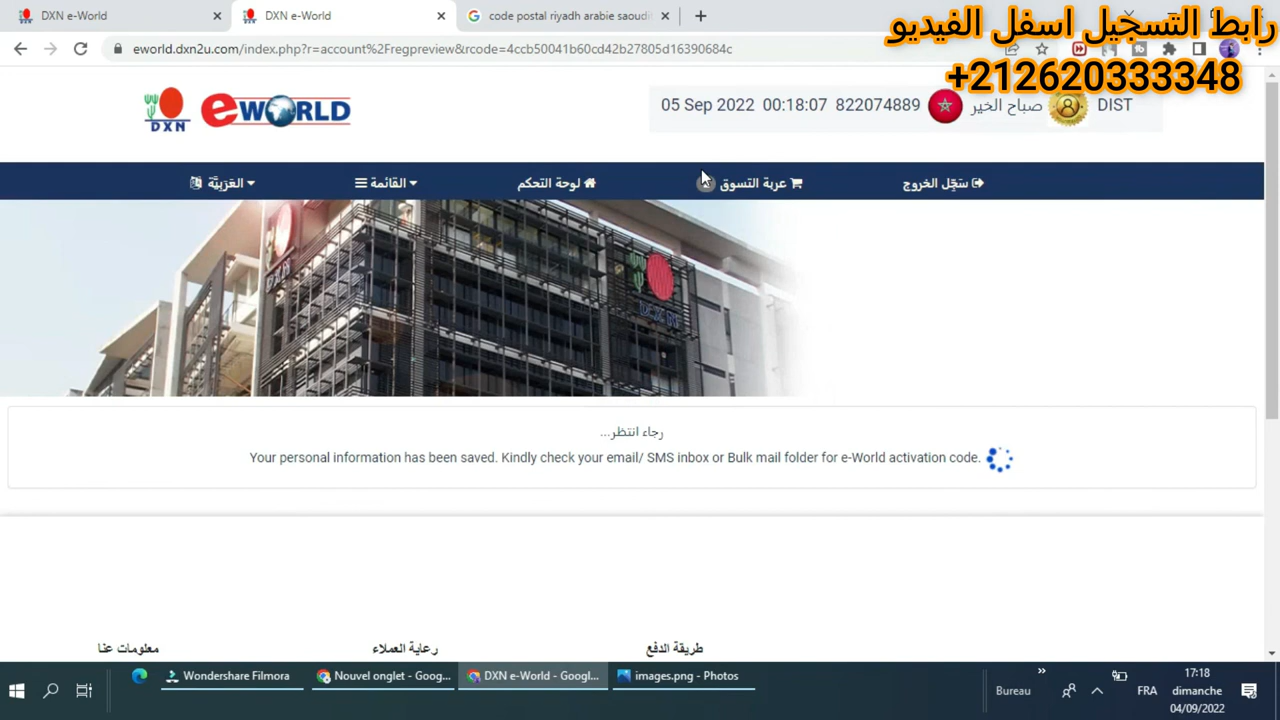 DXN e-World
DXN e-World
code postal riyadh arabie saoudi
رابط التسجيل اسفل الفيديو
eworld.dxn2u.com/index.php?r=account%2Fregpreview&rcode=4ccb50041b60cd42b27805d16390684c
+212620333348
DXN eWORLD
05 Sep 2022 00:18:07 822074889 صباح الخير DIST
العَرَبِيَّة
القائمة
لوحة التحكم
عربة التسوق
سَجِّل الخروج
DXN
رجاء انتظر...
Your personal information has been saved. Kindly check your email/ SMS inbox or Bulk mail folder for e-World activation code.
معلومات عنا
رعاية العملاء
طريقة الدفع
Wondershare Filmora
Nouvel onglet - Goog...
DXN e-World - Googl...
images.png - Photos
Bureau
»
FRA
17:18
dimanche
04/09/2022